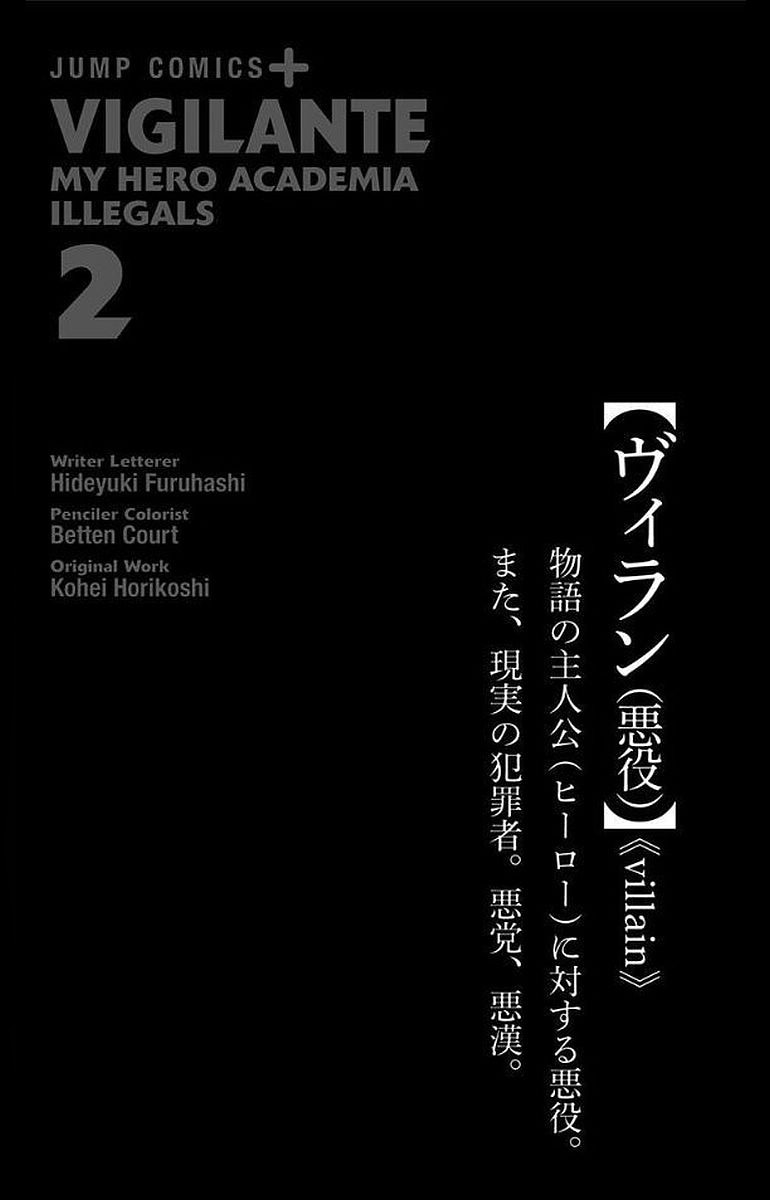 JUMP COMICS+
VIGILANTE
MY HERO ACADEMIA
ILLEGALS
2
Writer Letterer
Hideyuki Furuhashi
Penciler Colorist
Betten Court
Original Work
Kohei Horikoshi
【ヴィラン(悪役)】《villain》
物語の主人公(ヒーロー)に対する悪役。
また、現実の犯罪者。悪党、悪漢。